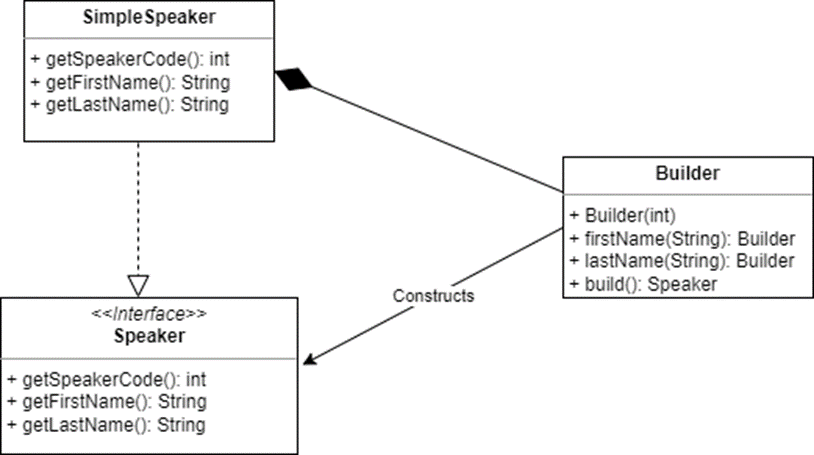 SimpleSpeaker
+ getSpeakerCode(): int
+ getFirstName(): String
+ getLastName(): String
Builder
+ Builder(int)
+ firstName(String): Builder
+ lastName(String): Builder
+ build(): Speaker
Constructs
<<Interface>>
Speaker
+ getSpeakerCode(): int
+ getFirstName(): String
+ getLastName(): String